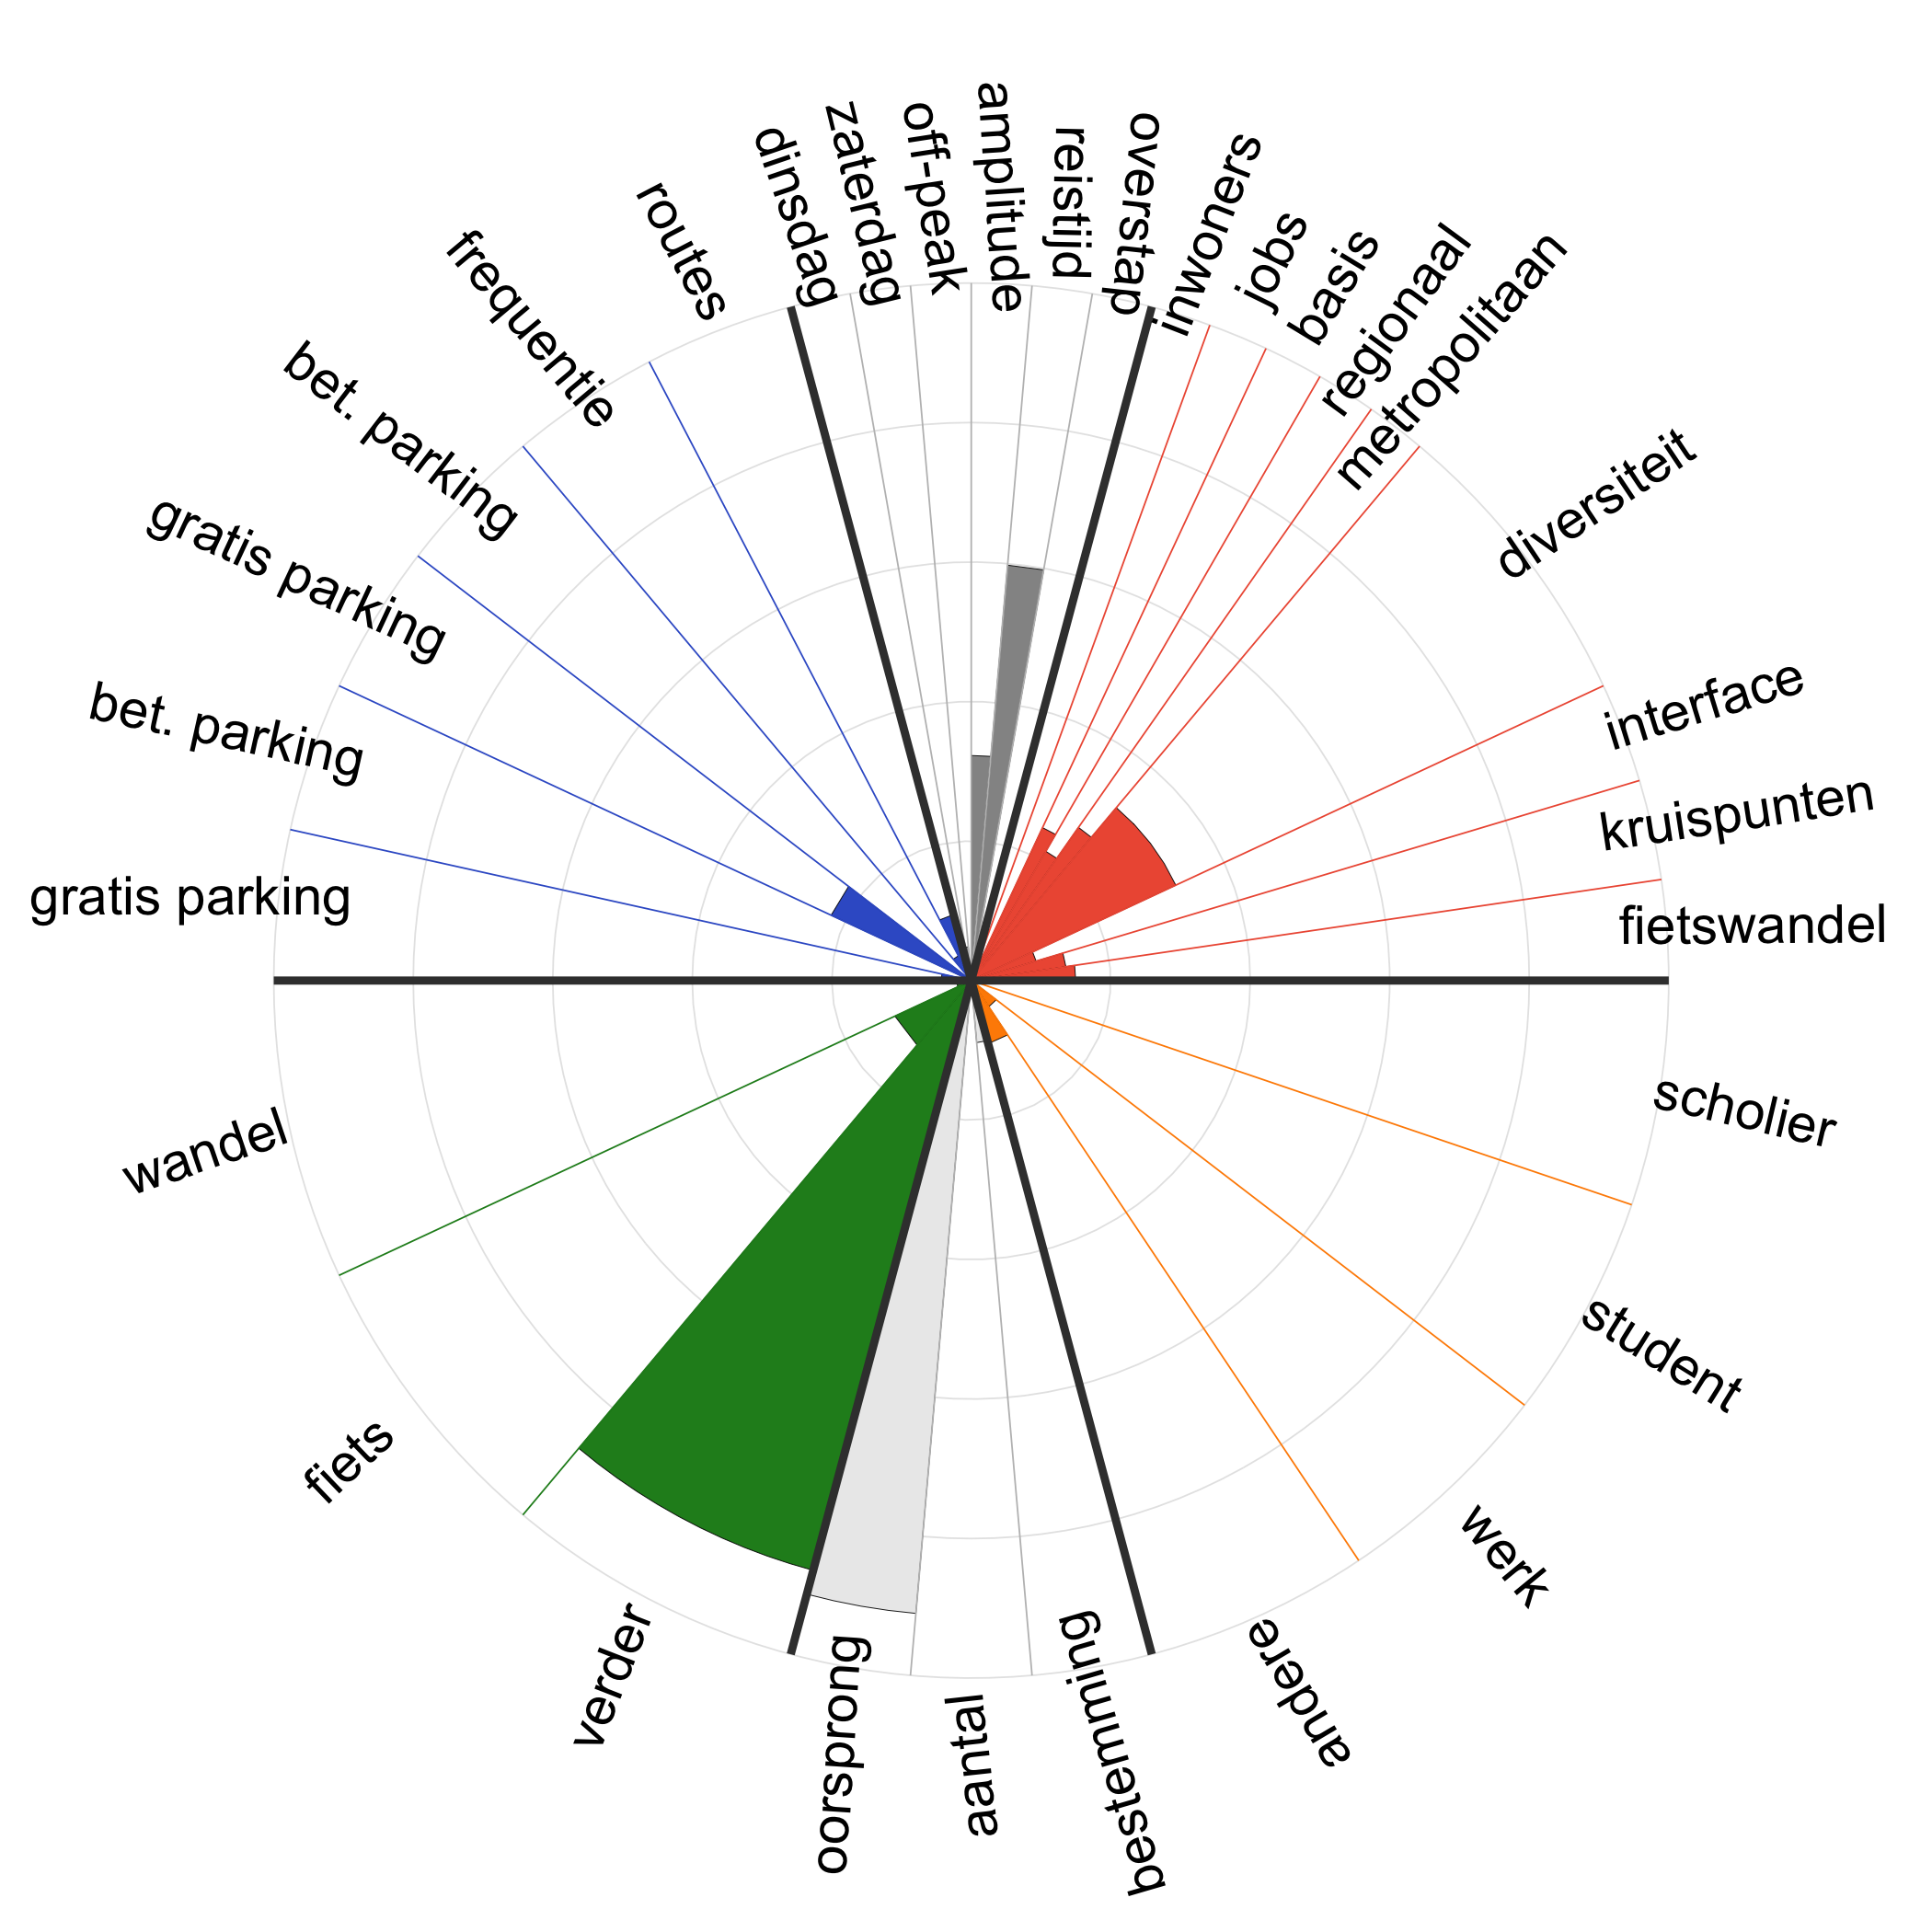 dinsdag
zaterdag
off-peak
amplitude
reistijd
overstap
inwoners
jobs
basis
regionaal
metropolitaan
diversiteit
interface
kruispunten
fietswandel
scholier
student
werk
andere
bestemming
aantal
oorsprong
verder
fiets
wandel
gratis parking
bet. parking
gratis parking
bet. parking
frequentie
routes